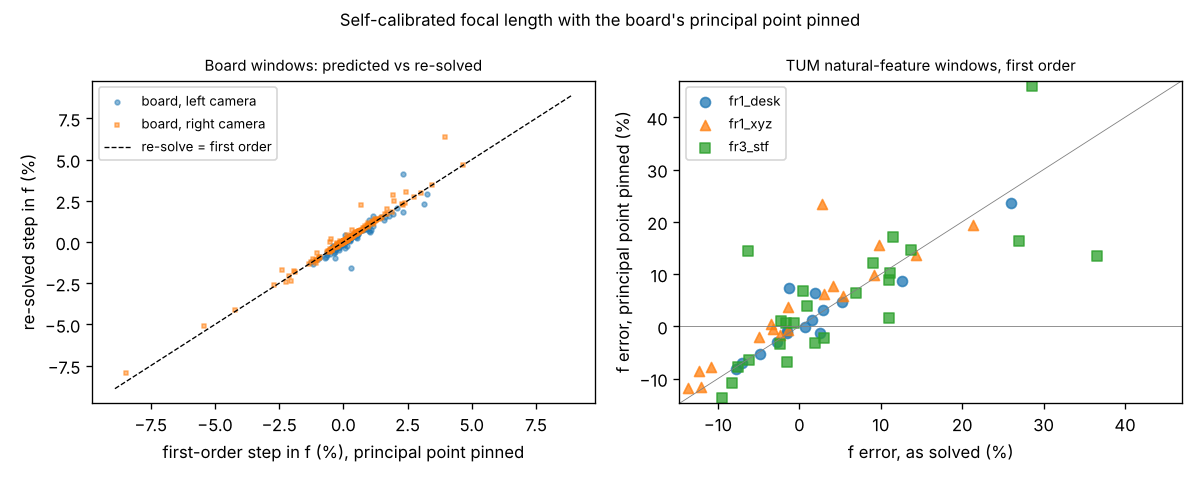 Self-calibrated focal length with the board's principal point pinned
Board windows: predicted vs re-solved
board, left camera
board, right camera
re-solve = first order
7.5
5.0
2.5
0.0
−2.5
−5.0
−7.5
re-solved step in f (%)
−7.5
−5.0
−2.5
0.0
2.5
5.0
7.5
first-order step in f (%), principal point pinned
TUM natural-feature windows, first order
fr1_desk
fr1_xyz
fr3_stf
40
30
20
10
0
−10
f error, principal point pinned (%)
−10
0
10
20
30
40
f error, as solved (%)